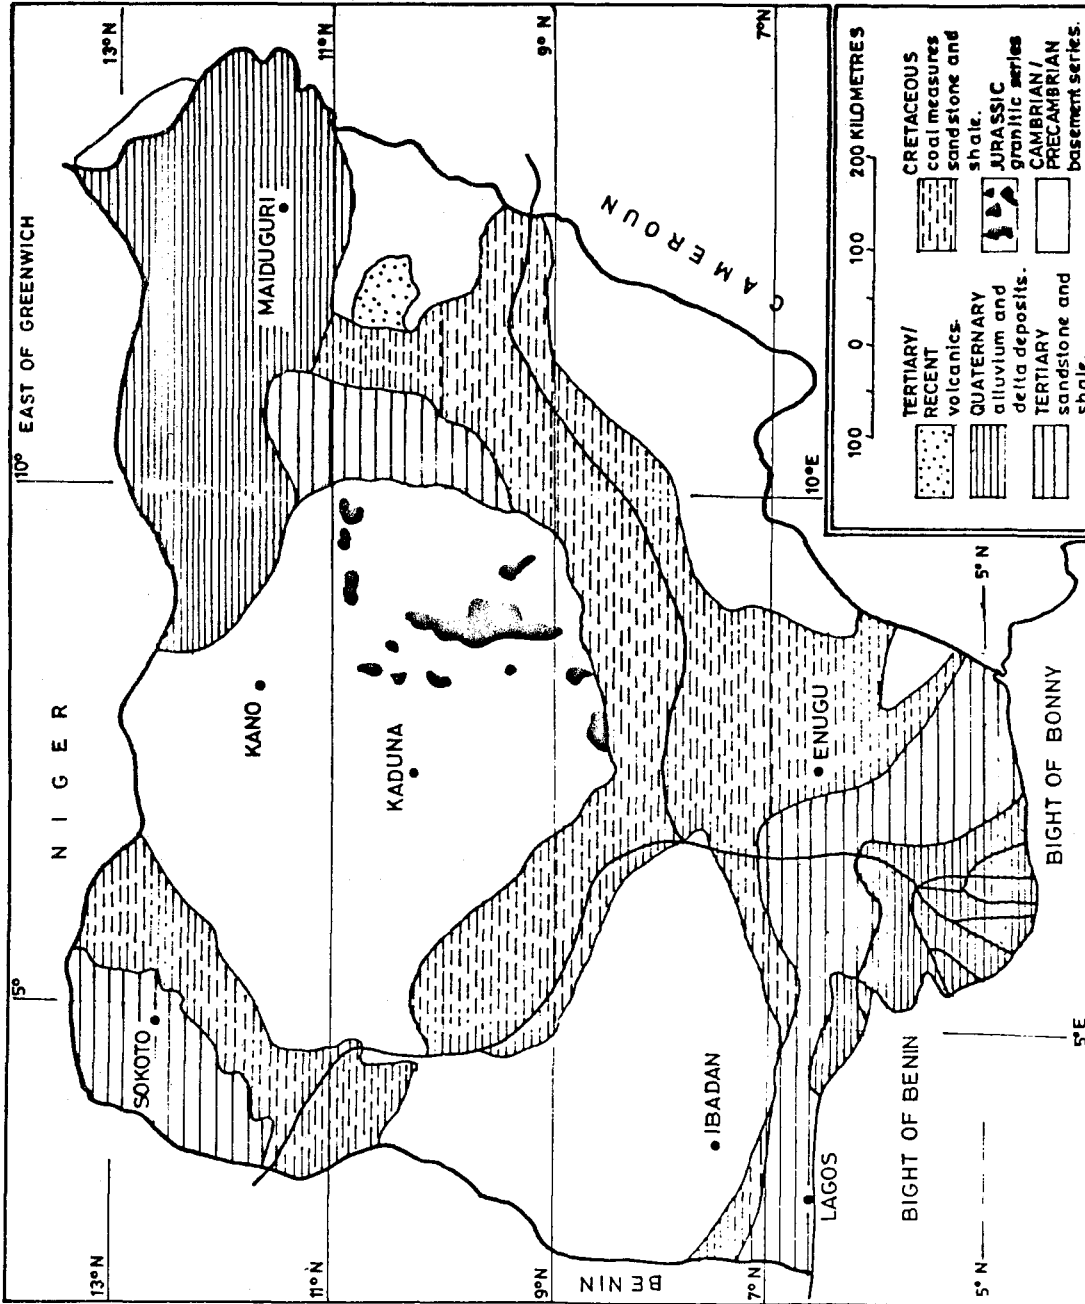 EAST OF GREENWICH
5°
10°
13° N
13° N
11° N
11° N
9° N
9° N
7° N
7° N
5° N
5° N
5° E
10° E
NIGER
CAMEROUN
BENIN
BIGHT OF BENIN
BIGHT OF BONNY
SOKOTO
KANO
KADUNA
MAIDUGURI
IBADAN
LAGOS
ENUGU
100 0 100 200 KILOMETRES
TERTIARY/
RECENT
volcanics.
QUATERNARY
alluvium and
delta deposits.
TERTIARY
sandstone and
shale.
CRETACEOUS
coal measures
sandstone and
shale.
JURASSIC
granitic series
CAMBRIAN/
PRECAMBRIAN
basement series.